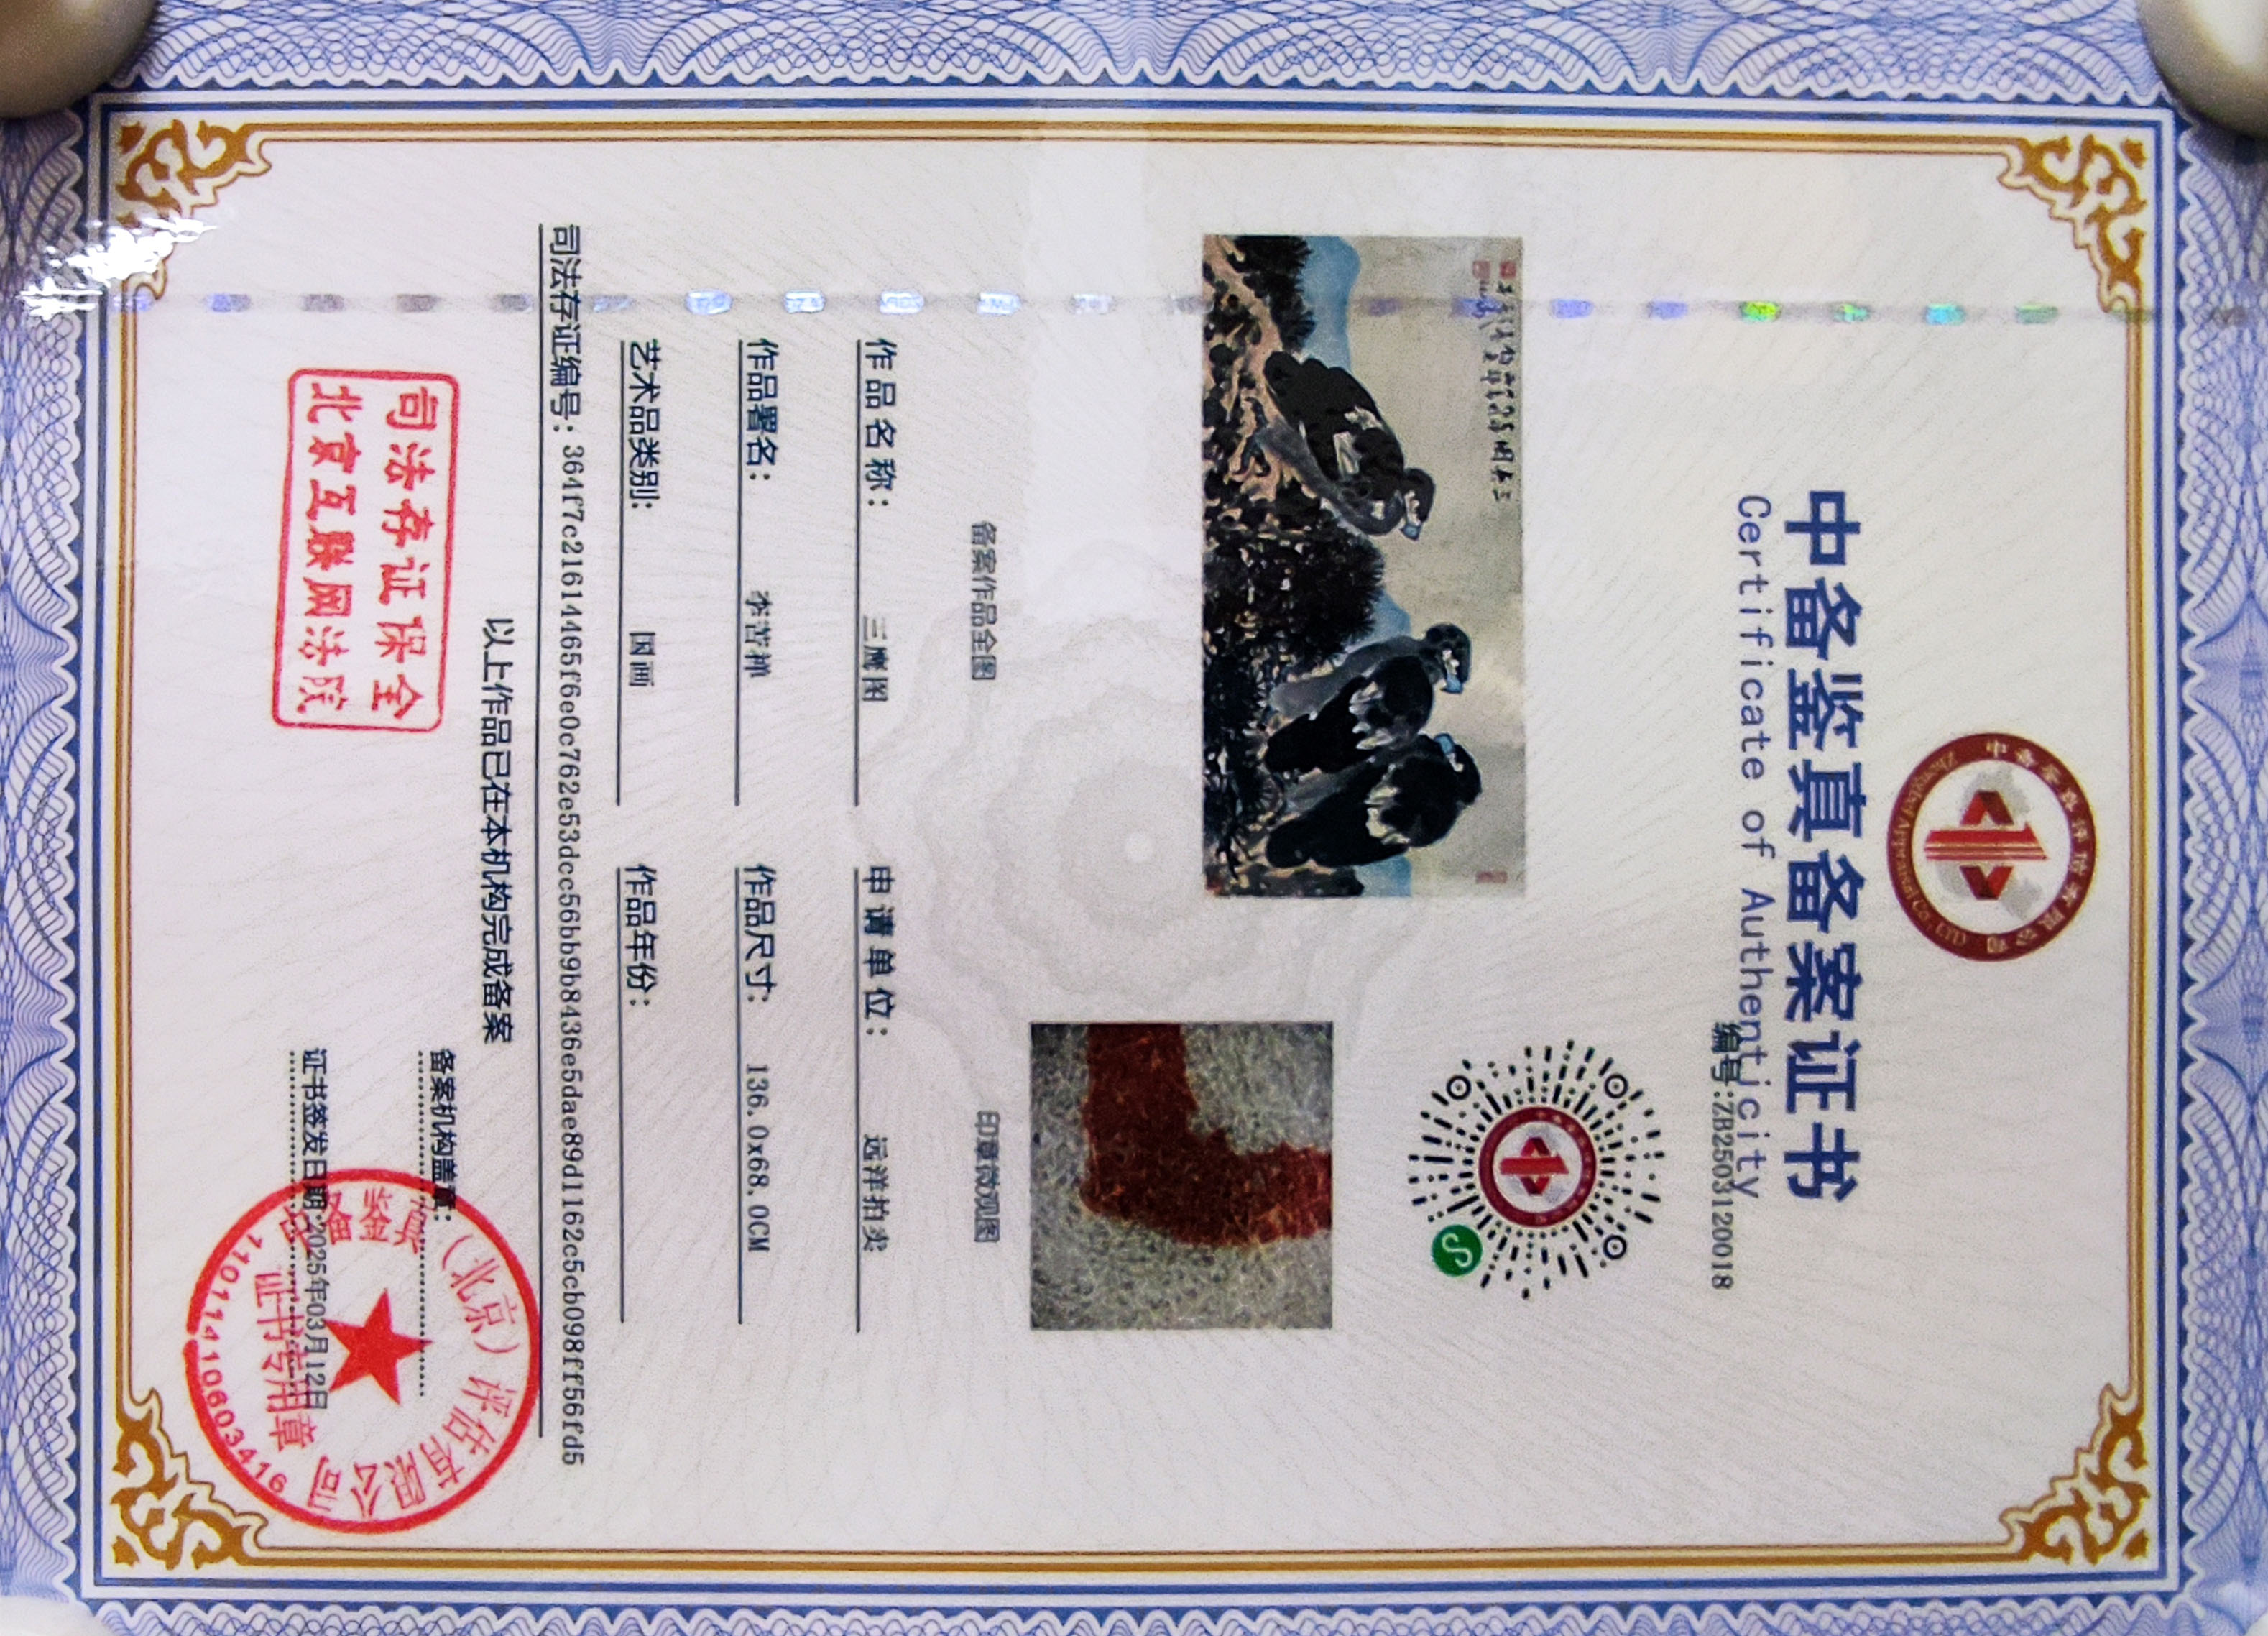 中备鉴真备案证书
Certificate of Authenticity
编号:ZB2503120018
备案作品全图
印章微观图
作品名称: 三鹰图
申请单位: 远洋拍卖
作品署名: 李苦禅
作品尺寸: 136.0x68.0CM
艺术品类别: 国画
作品年份:
司法存证编号: 364f7c21614465f6e0c762e53dcc56bb9b8436e5dae89d1162c5cb098ff56fd5
以上作品已在本机构完成备案
司法存证保全
北京互联网法院
备案机构盖章:
证书签发日期:2025年03月12日
鉴真(北京)评估有限公司
证书专用章
11011410603416